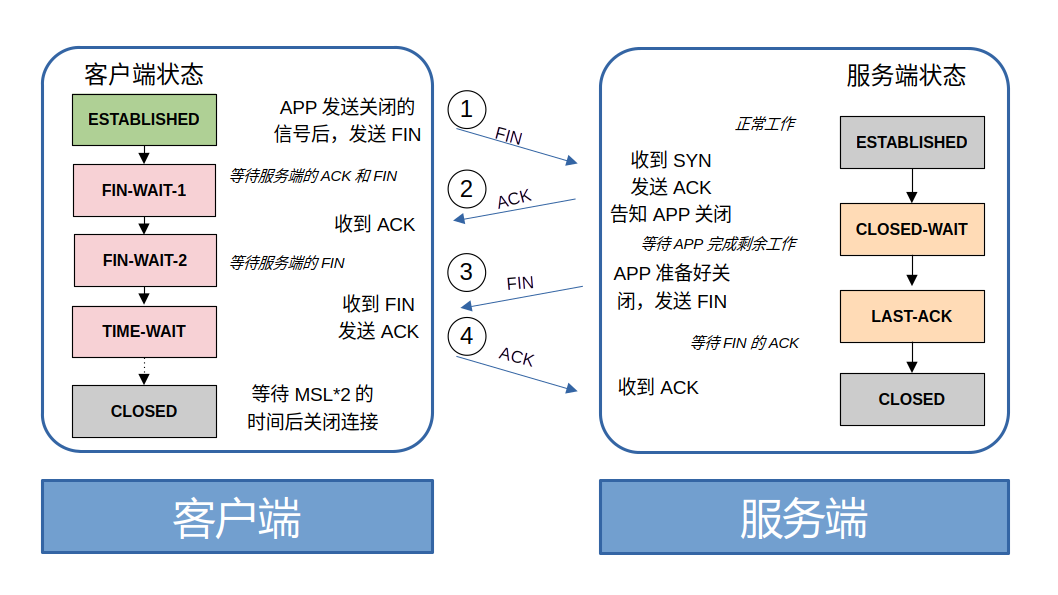 客户端状态
ESTABLISHED
FIN-WAIT-1
FIN-WAIT-2
TIME-WAIT
CLOSED
APP 发送关闭的
信号后，发送 FIN
等待服务端的 ACK 和 FIN
收到 ACK
等待服务端的 FIN
收到 FIN
发送 ACK
等待 MSL*2 的
时间后关闭连接
1
FIN
2
ACK
3
FIN
4
ACK
服务端状态
正常工作
收到 SYN
发送 ACK
告知 APP 关闭
等待 APP 完成剩余工作
APP 准备好关
闭，发送 FIN
等待 FIN 的 ACK
收到 ACK
ESTABLISHED
CLOSED-WAIT
LAST-ACK
CLOSED
客户端
服务端